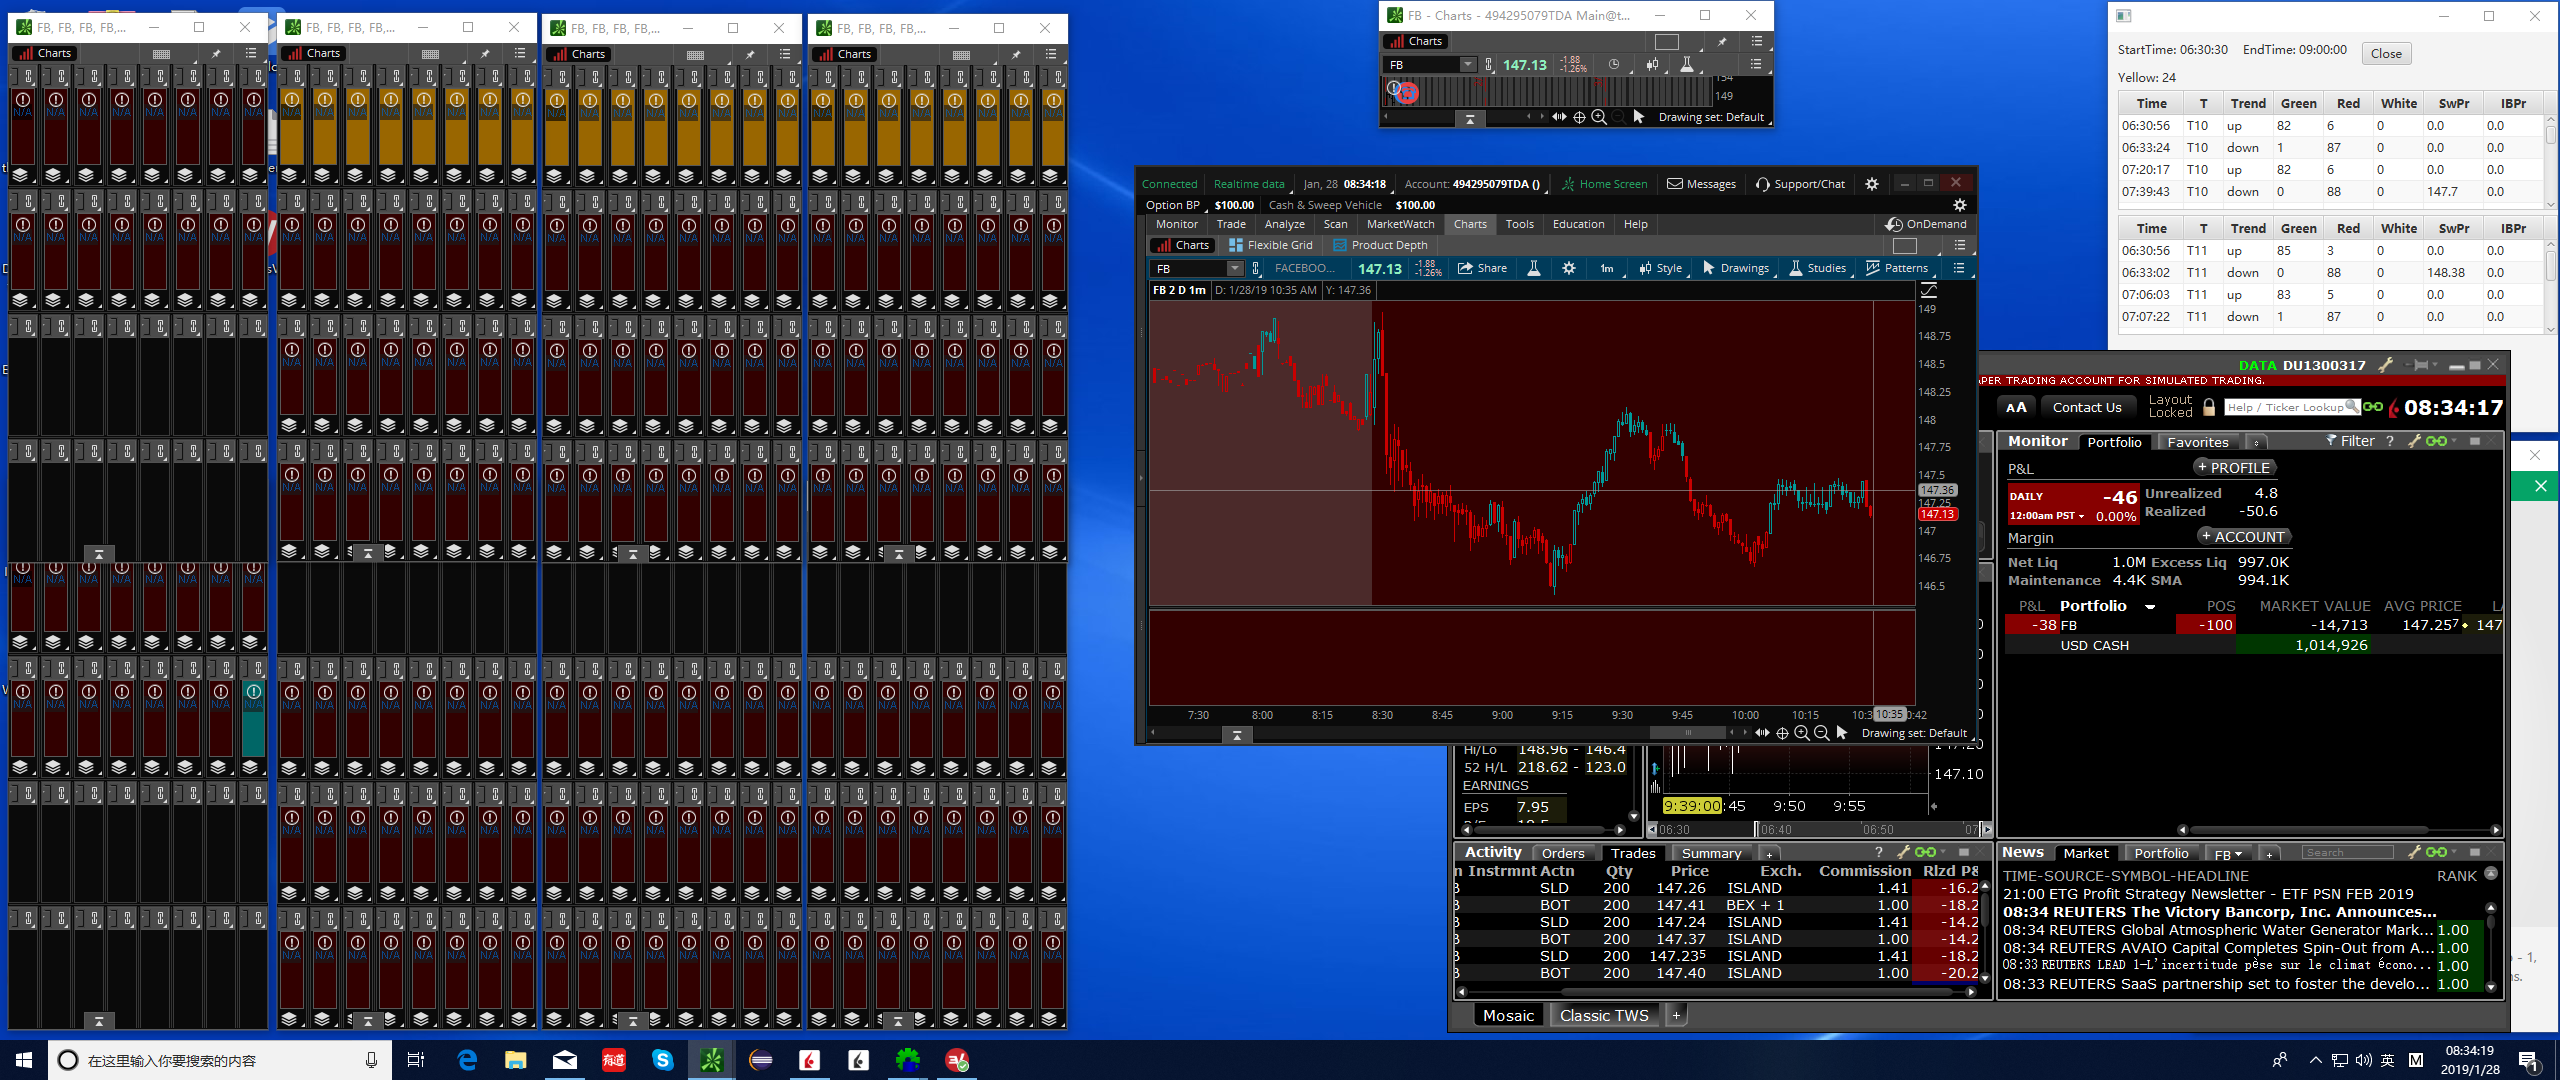 FB, FB, FB, FB,...
Charts
FB, FB, FB, FB,...
Charts
FB, FB, FB, FB,...
Charts
FB, FB, FB, FB,...
Charts
N/A N/A N/A N/A N/A N/A N/A N/A
FB - Charts - 494295079TDA Main@t...
Charts
FB 147.13 -1.88 -1.26%
154
149
Drawing set: Default
Connected Realtime data Jan, 28 08:34:18 Account: 494295079TDA () Home Screen Messages Support/Chat
Option BP $100.00 Cash & Sweep Vehicle $100.00
Monitor Trade Analyze Scan MarketWatch Charts Tools Education Help OnDemand
Charts Flexible Grid Product Depth
FB FACEBOO... 147.13 -1.88 -1.26% Share 1m Style Drawings Studies Patterns
FB 2 D 1m D: 1/28/19 10:35 AM Y: 147.36
149
148.75
148.5
148.25
148
147.75
147.5
147.36
147.25
147.13
147
146.75
146.5
7:30 8:00 8:15 8:30 8:45 9:00 9:15 9:30 9:45 10:00 10:15 10:35
Drawing set: Default
StartTime: 06:30:30 EndTime: 09:00:00 Close
Yellow: 24
Time T Trend Green Red White SwPr IBPr
06:30:56 T10 up 82 6 0 0.0 0.0
06:33:24 T10 down 1 87 0 0.0 0.0
07:20:17 T10 up 82 6 0 0.0 0.0
07:39:43 T10 down 0 88 0 147.7 0.0
Time T Trend Green Red White SwPr IBPr
06:30:56 T11 up 85 3 0 0.0 0.0
06:33:02 T11 down 0 88 0 148.38 0.0
07:06:03 T11 up 83 5 0 0.0 0.0
07:07:22 T11 down 1 87 0 0.0 0.0
DATA DU1300317
APER TRADING ACCOUNT FOR SIMULATED TRADING.
AA Contact Us Layout Locked Help / Ticker Lookup 08:34:17
Monitor Portfolio Favorites + Filter ?
P&L + PROFILE
DAILY -46 Unrealized 4.8
12:00am PST 0.00% Realized -50.6
Margin + ACCOUNT
Net Liq 1.0M Excess Liq 997.0K
Maintenance 4.4K SMA 994.1K
P&L Portfolio POS MARKET VALUE AVG PRICE LA
-38 FB -100 -14,713 147.25⁷ 147
USD CASH 1,014,926
Hi/Lo 148.96 - 146.4
52 H/L 218.62 - 123.0
EARNINGS
EPS 7.95
147.20
147.10
9:39:00 :45 9:50 9:55
06:30 06:40 06:50 07
Activity Orders Trades Summary + ?
Instrmnt Actn Qty Price Exch. Commission Rlzd P&
SLD 200 147.26 ISLAND 1.41 -16.2
BOT 200 147.41 BEX + 1 1.00 -18.2
SLD 200 147.24 ISLAND 1.41 -14.2
BOT 200 147.37 ISLAND 1.00 -14.2
SLD 200 147.23⁵ ISLAND 1.41 -18.2
BOT 200 147.40 ISLAND 1.00 -20.2
News Market Portfolio FB + Search
TIME-SOURCE-SYMBOL-HEADLINE RANK
21:00 ETG Profit Strategy Newsletter - ETF PSN FEB 2019
08:34 REUTERS The Victory Bancorp, Inc. Announces...
08:34 REUTERS Global Atmospheric Water Generator Mark... 1.00
08:34 REUTERS AVAIO Capital Completes Spin-Out from A... 1.00
08:33 REUTERS LEAD 1-L'incertitude pèse sur le climat écono... 1.00
08:33 REUTERS SaaS partnership set to foster the develo... 1.00
Mosaic Classic TWS +
在这里输入你要搜索的内容
有道
英 M
08:34:19
2019/1/28